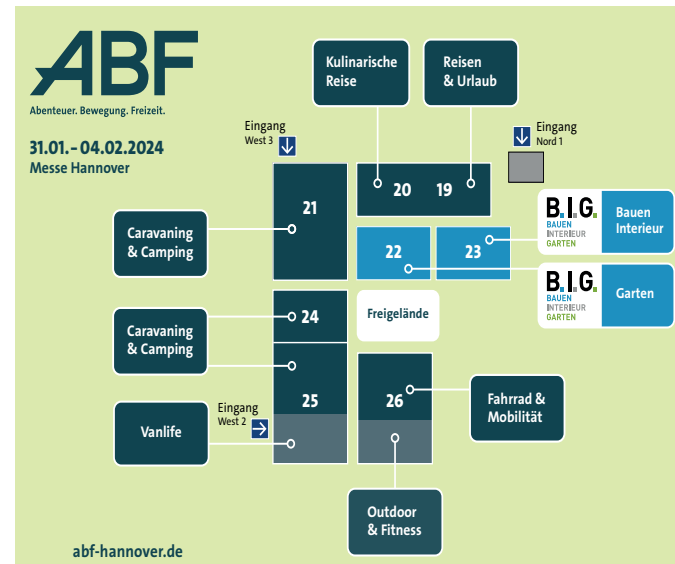 ABF
Abenteuer. Bewegung. Freizeit.
31.01. – 04.02.2024
Messe Hannover
Kulinarische
Reise
Reisen
& Urlaub
Eingang
West 3
Eingang
Nord 1
21
20
19
Caravaning
& Camping
B.I.G.
BAUEN
INTERIEUR
GARTEN
Bauen
Interieur
22
23
B.I.G.
BAUEN
INTERIEUR
GARTEN
Garten
Caravaning
& Camping
24
Freigelände
25
26
Fahrrad &
Mobilität
Eingang
West 2
Vanlife
Outdoor
& Fitness
abf-hannover.de